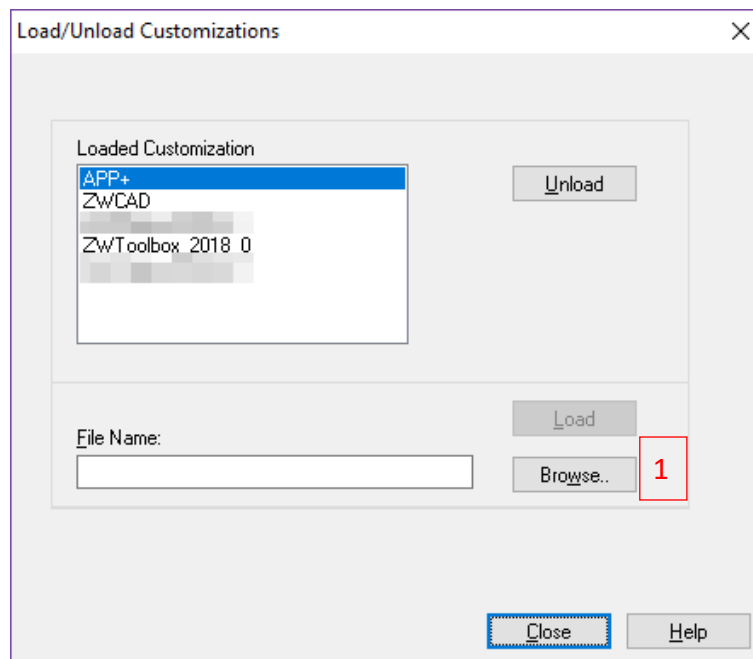 Load/Unload Customizations
Loaded Customization
APP+
Unload
ZWCAD
ZWToolbox_2018_0
Load
File Name:
Browse.. 1
Close Help